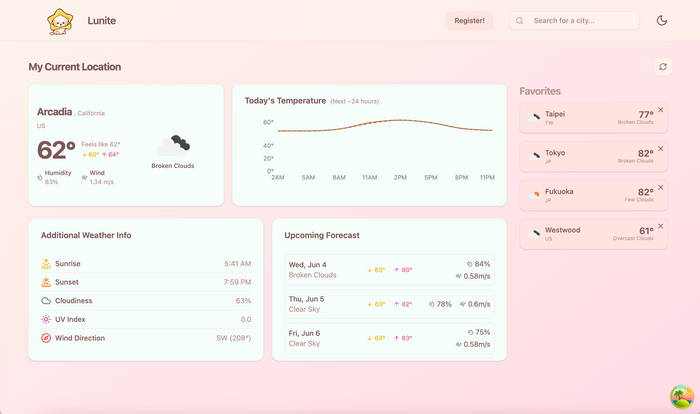 Lunite
Register!
Search for a city...
My Current Location
Arcadia , California
US
62°
Feels like 62°
↓ 60° ↑ 64°
Humidity
83%
Wind
1.34 m/s
Broken Clouds
Today's Temperature (Next ~24 hours)
80°
40°
20°
0°
2AM 5AM 8AM 11AM 2PM 5PM 8PM 11PM
Favorites
Taipei 77°
TW Broken Clouds
Tokyo 82°
JP Broken Clouds
Fukuoka 82°
JP Few Clouds
Westwood 61°
US Overcast Clouds
Additional Weather Info
Sunrise 5:41 AM
Sunset 7:59 PM
Cloudiness 63%
UV Index 0.0
Wind Direction SW (208°)
Upcoming Forecast
Wed, Jun 4
Broken Clouds
↓ 63° ↑ 80°
84%
0.58m/s
Thu, Jun 5
Clear Sky
↓ 63° ↑ 82°
78% 0.6m/s
Fri, Jun 6
Clear Sky
↓ 63° ↑ 83°
75%
0.58m/s